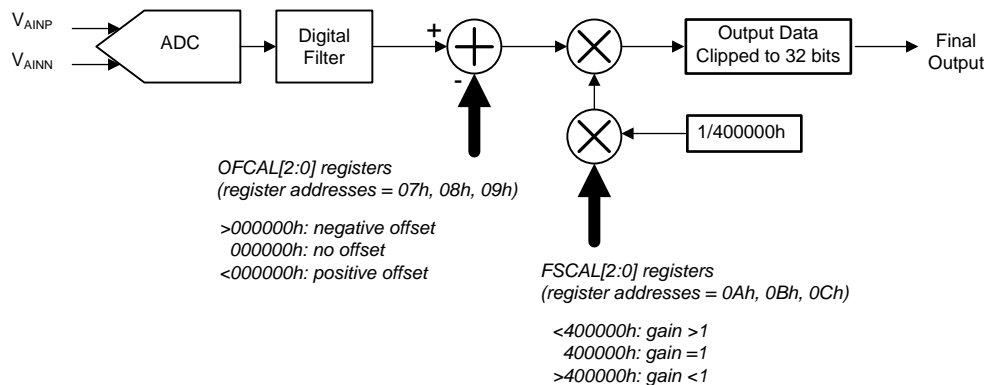 VAINP
VAINN
ADC
Digital
Filter
+
-
Output Data
Clipped to 32 bits
Final
Output
1/400000h
OFCAL[2:0] registers
(register addresses = 07h, 08h, 09h)
>000000h: negative offset
000000h: no offset
<000000h: positive offset
FSCAL[2:0] registers
(register addresses, = 0Ah, 0Bh, 0Ch)
<400000h: gain >1
400000h: gain =1
>400000h: gain <1